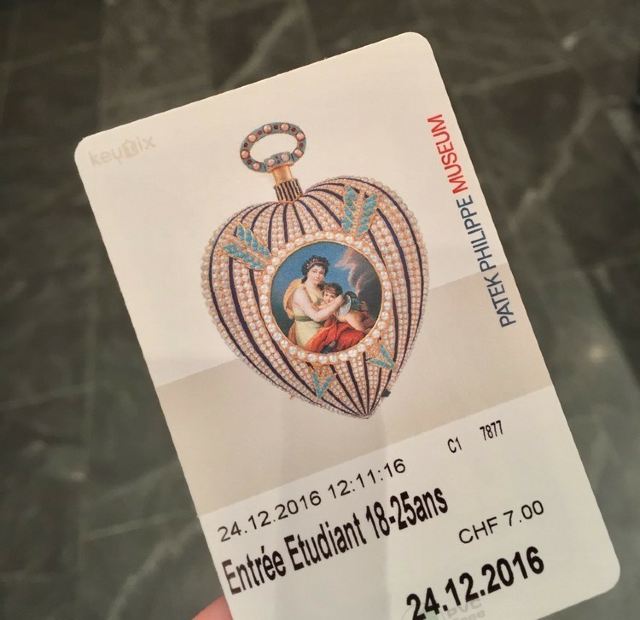 keytix
PATEK PHILIPPE MUSEUM
C1 7877
24.12.2016 12:11:16
Entrée Etudiant 18-25ans
CHF 7.00
24.12.2016